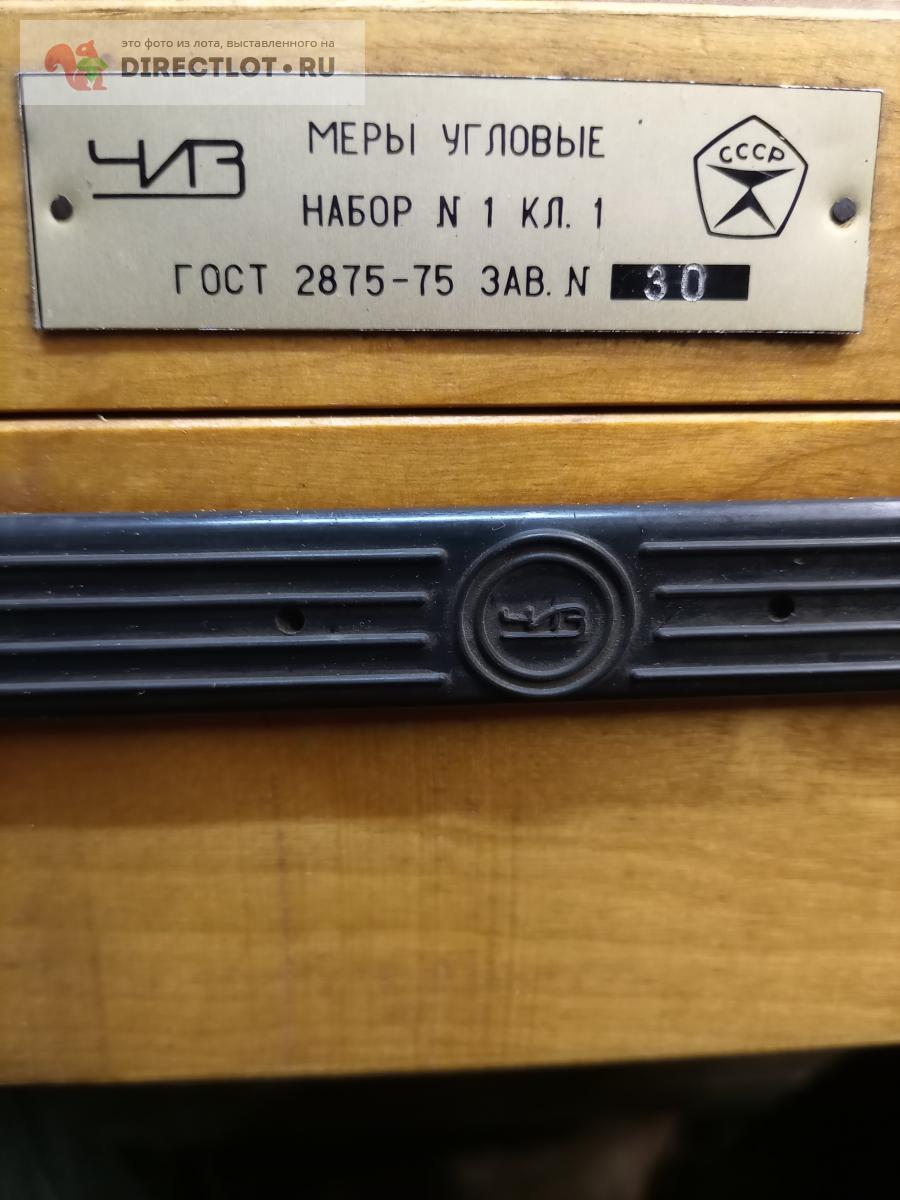 это фото из лота, выставленного на
DIRECTLOT.RU
ЧИЗ
МЕРЫ УГЛОВЫЕ
СССР
НАБОР N 1 КЛ. 1
ГОСТ 2875-75 ЗАВ. N 30
ЧИЗ